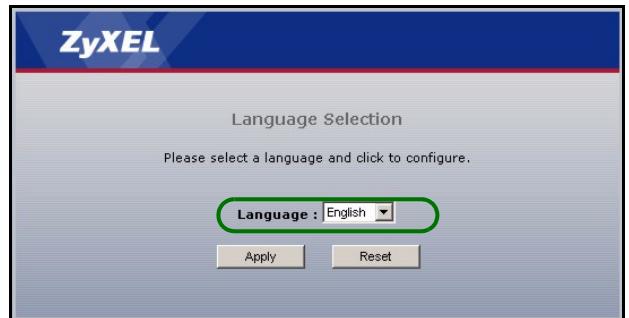 ZyXEL
Language Selection
Please select a language and click to configure.
Language : English
Apply Reset